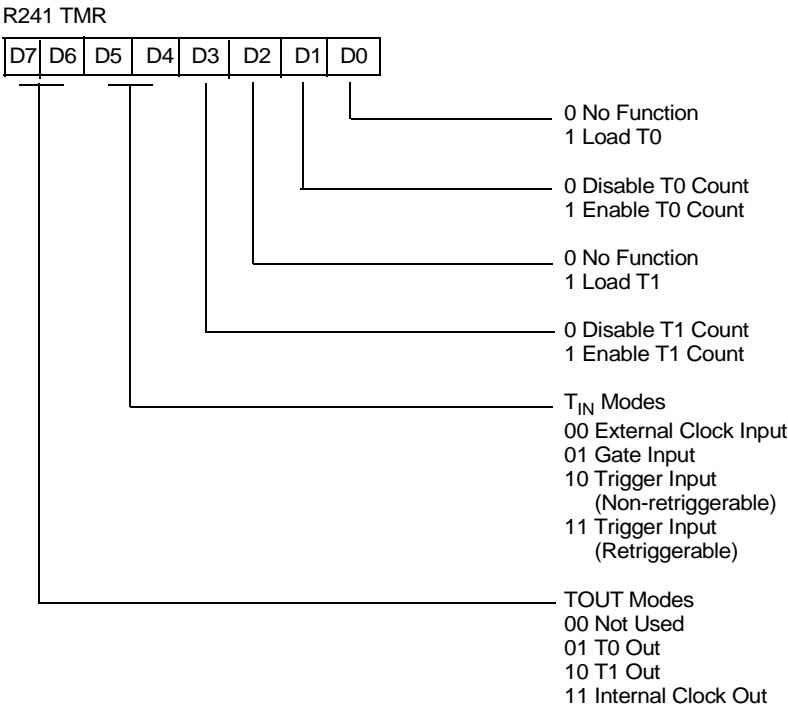 R241 TMR
D7 D6 D5 D4 D3 D2 D1 D0
0 No Function
1 Load T0
0 Disable T0 Count
1 Enable T0 Count
0 No Function
1 Load T1
0 Disable T1 Count
1 Enable T1 Count
TIN Modes
00 External Clock Input
01 Gate Input
10 Trigger Input
(Non-retriggerable)
11 Trigger Input
(Retriggerable)
TOUT Modes
00 Not Used
01 T0 Out
10 T1 Out
11 Internal Clock Out